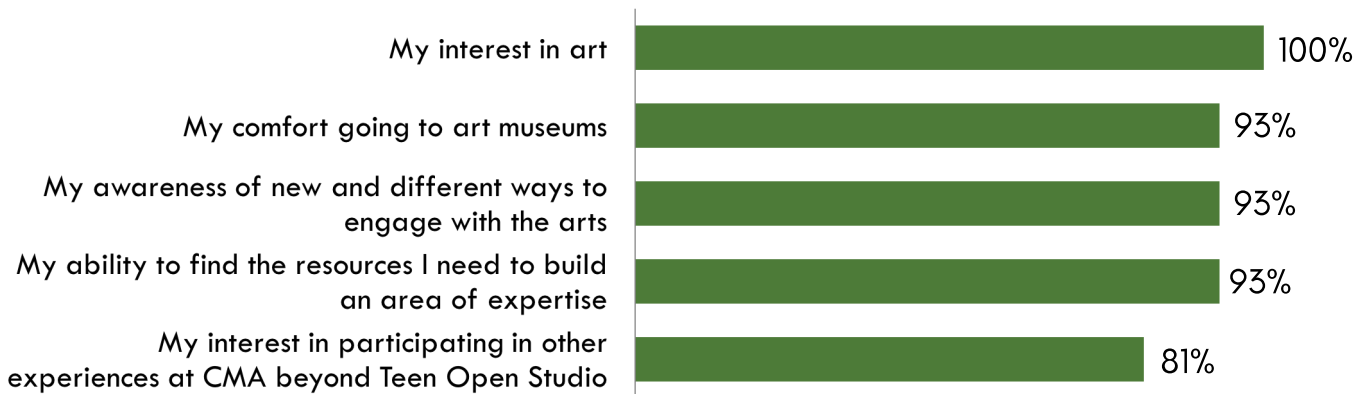 My interest in art
100%
My comfort going to art museums
93%
My awareness of new and different ways to
engage with the arts
93%
My ability to find the resources I need to build
an area of expertise
93%
My interest in participating in other
experiences at CMA beyond Teen Open Studio
81%